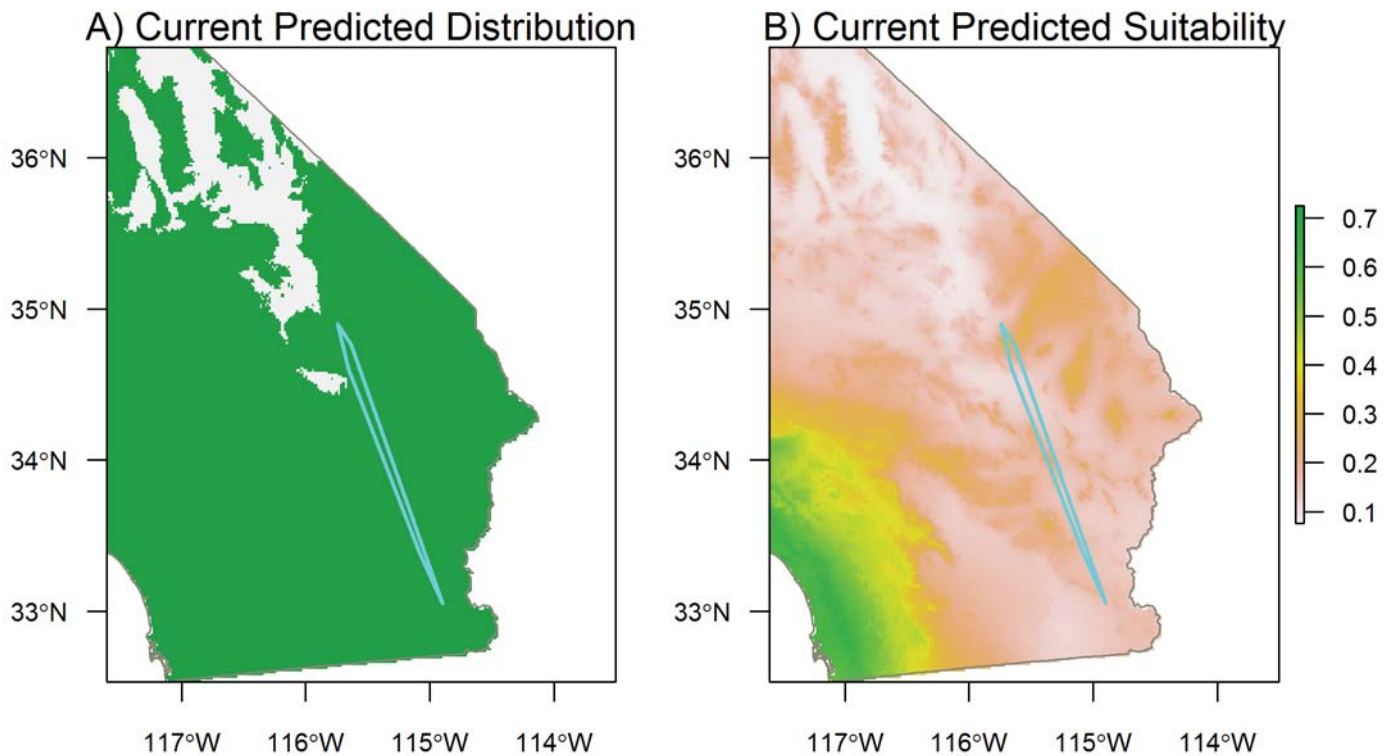 A) Current Predicted Distribution
B) Current Predicted Suitability
36°N
35°N
34°N
33°N
117°W 116°W 115°W 114°W
36°N
35°N
34°N
33°N
117°W 116°W 115°W 114°W
0.7
0.6
0.5
0.4
0.3
0.2
0.1